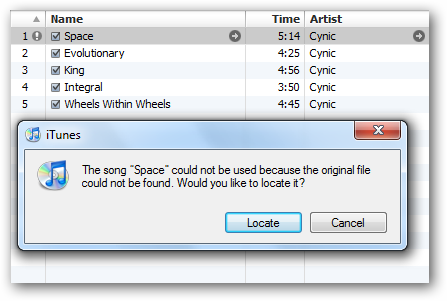 Name Time Artist
1 Space 5:14 Cynic
2 Evolutionary 4:25 Cynic
3 King 4:56 Cynic
4 Integral 3:50 Cynic
5 Wheels Within Wheels 4:45 Cynic
iTunes
The song "Space" could not be used because the original file
could not be found. Would you like to locate it?
Locate Cancel